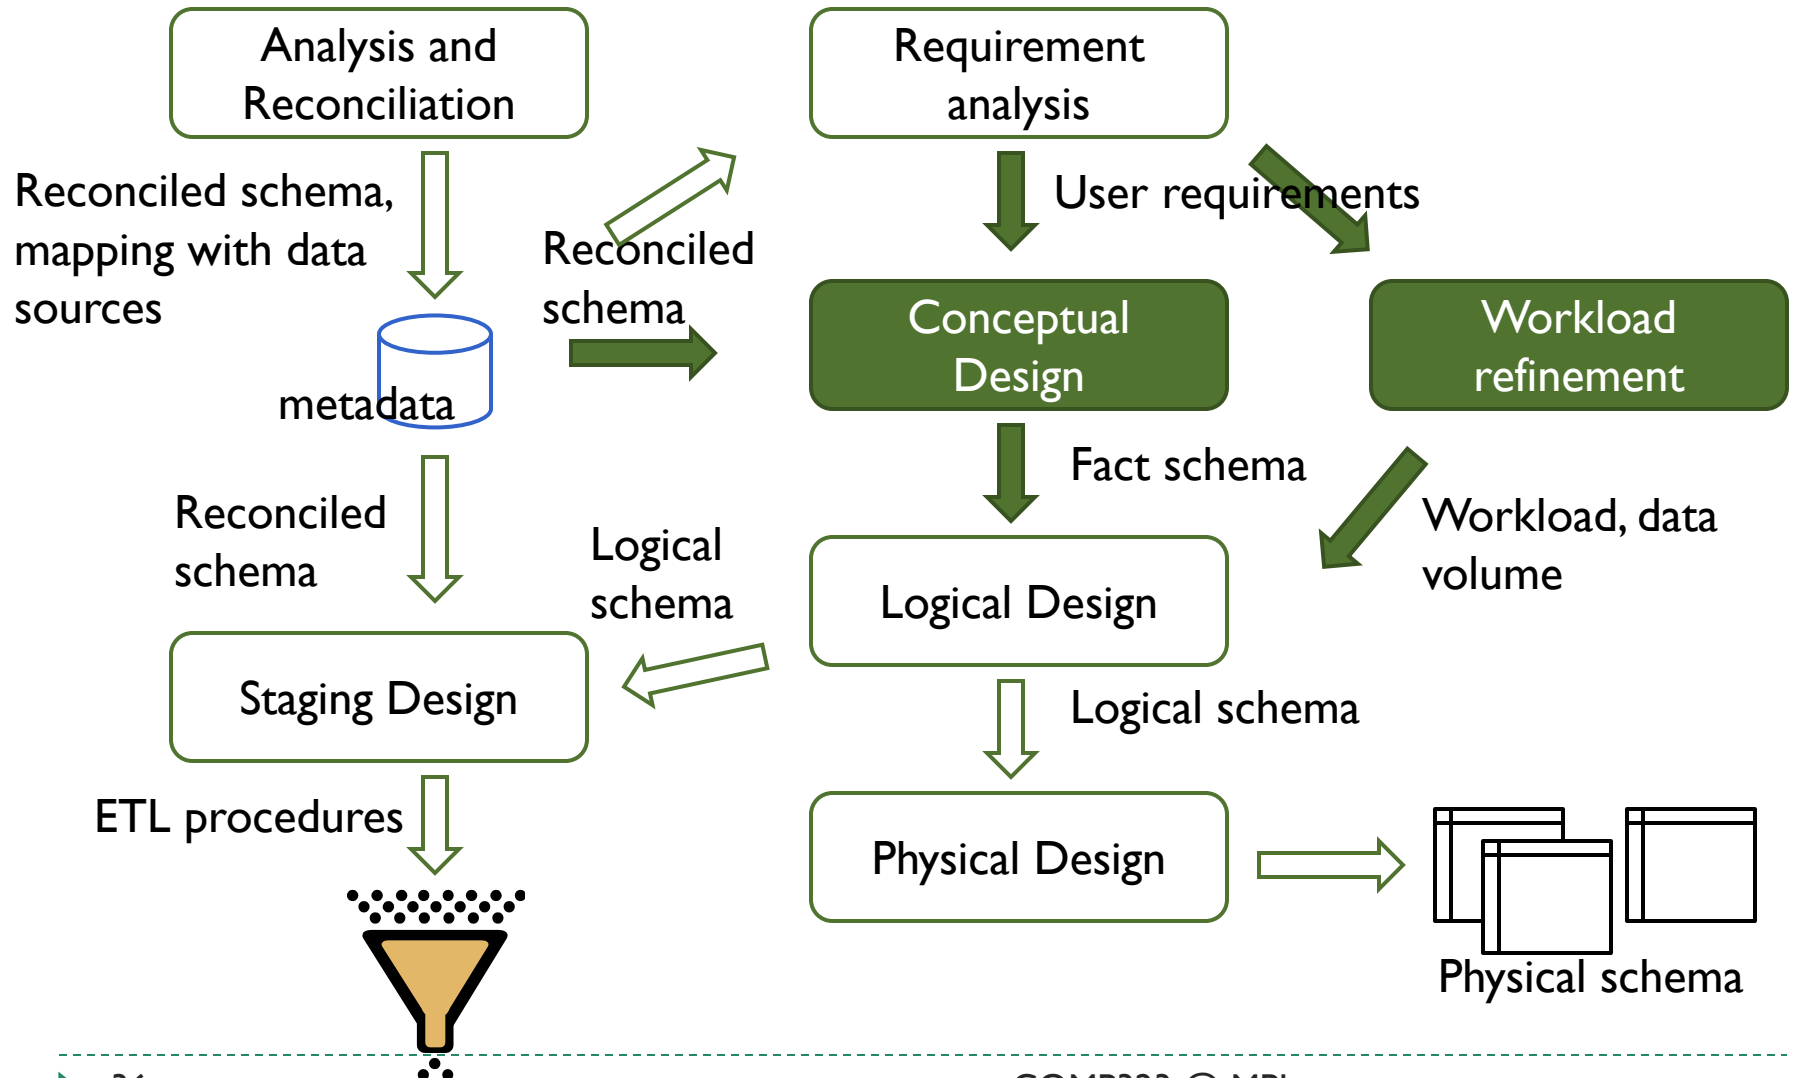 Analysis and
Reconciliation
Requirement
analysis
Reconciled schema,
mapping with data
sources
Reconciled
schema
User requirements
metadata
Conceptual
Design
Workload
refinement
Reconciled
schema
Logical
schema
Fact schema
Workload, data
volume
Logical Design
Staging Design
Logical schema
ETL procedures
Physical Design
Physical schema